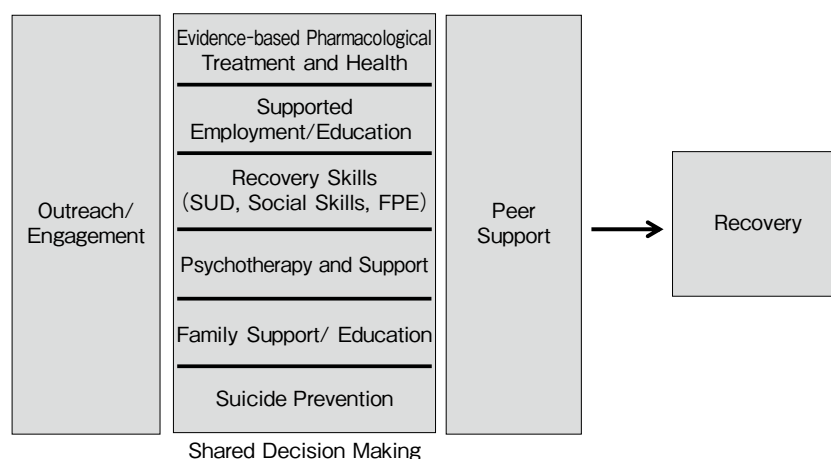 Outreach/
Engagement
Evidence-based Pharmacological
Treatment and Health
Supported
Employment/Education
Recovery Skills
(SUD, Social Skills, FPE)
Psychotherapy and Support
Family Support/ Education
Suicide Prevention
Shared Decision Making
Peer
Support
Recovery